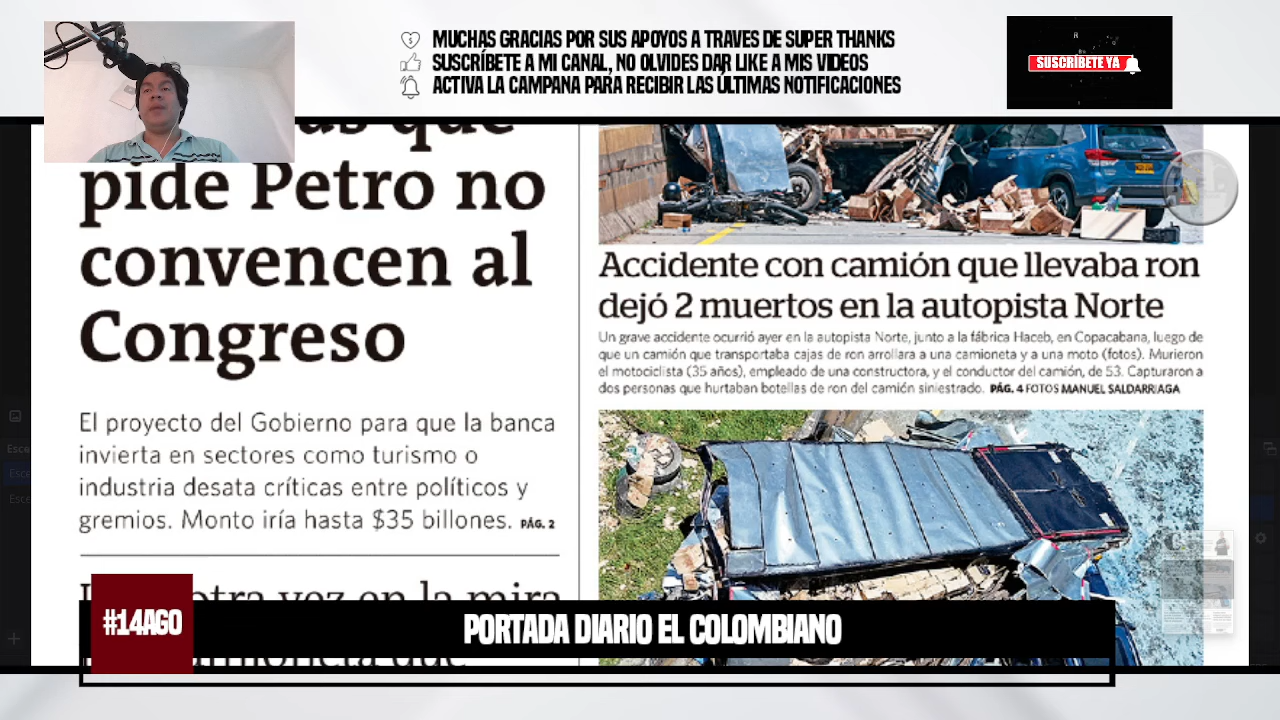 MUCHAS GRACIAS POR SUS APOYOS A TRAVES DE SUPER THANKS
SUSCRÍBETE A MI CANAL, NO OLVIDES DAR LIKE A MIS VIDEOS
ACTIVA LA CAMPANA PARA RECIBIR LAS ÚLTIMAS NOTIFICACIONES
SUSCRÍBETE YA
que
pide Petro no
convencen al
Congreso
El proyecto del Gobierno para que la banca
invierta en sectores como turismo o
industria desata críticas entre políticos y
gremios. Monto iría hasta $35 billones. PÁG. 2
otra vez en la mira
Accidente con camión que llevaba ron
dejó 2 muertos en la autopista Norte
Un grave accidente ocurrió ayer en la autopista Norte, junto a la fábrica Haceb, en Copacabana, luego de
que un camión que transportaba cajas de ron arrollara a una camioneta y a una moto (fotos). Murieron
el motociclista (35 años), empleado de una constructora, y el conductor del camión, de 53. Capturaron a
dos personas que hurtaban botellas de ron del camión siniestrado. PÁG. 4 FOTOS MANUEL SALDARRIAGA
#14AGO
PORTADA DIARIO EL COLOMBIANO